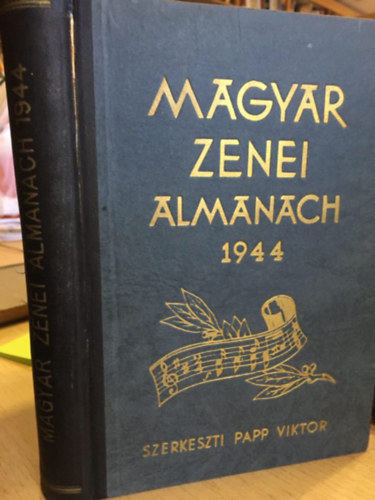 MAGYAR ZENEI ALMANACH 1944
MAGYAR
ZENEI
ALMANACH
1944
SZERKESZTI PAPP VIKTOR